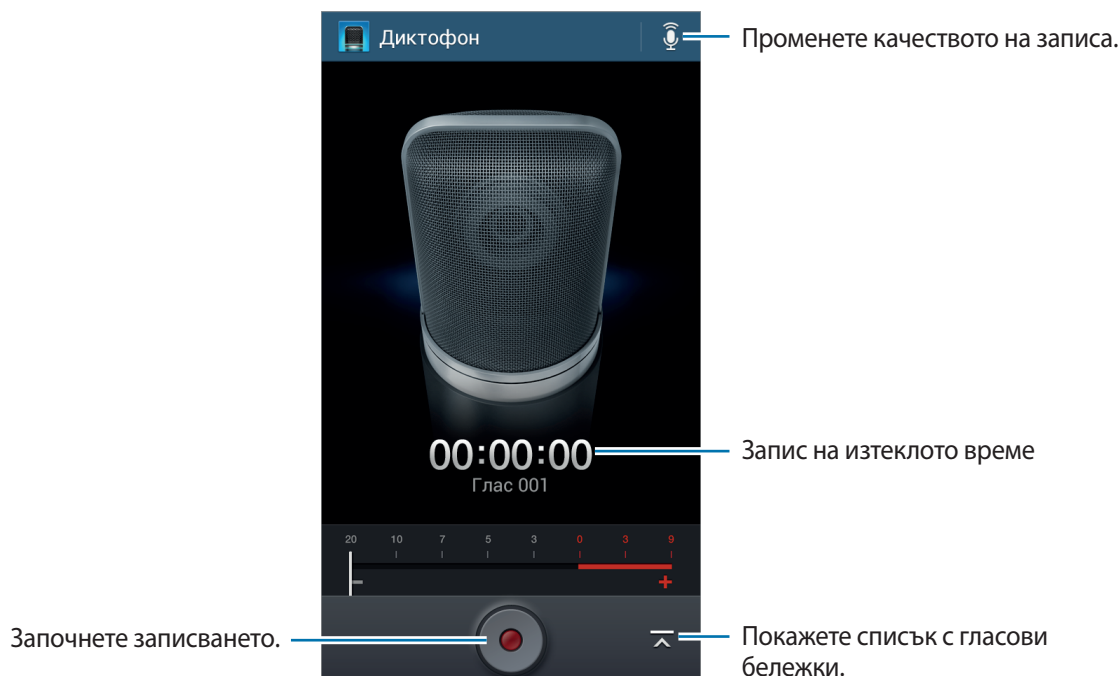 Диктофон
Променете качеството на записа.
00:00:00
Запис на изтеклото време
Глас 001
20 10 7 5 3 0 3 9
− +
Започнете записването.
Покажете списък с гласови
бележки.